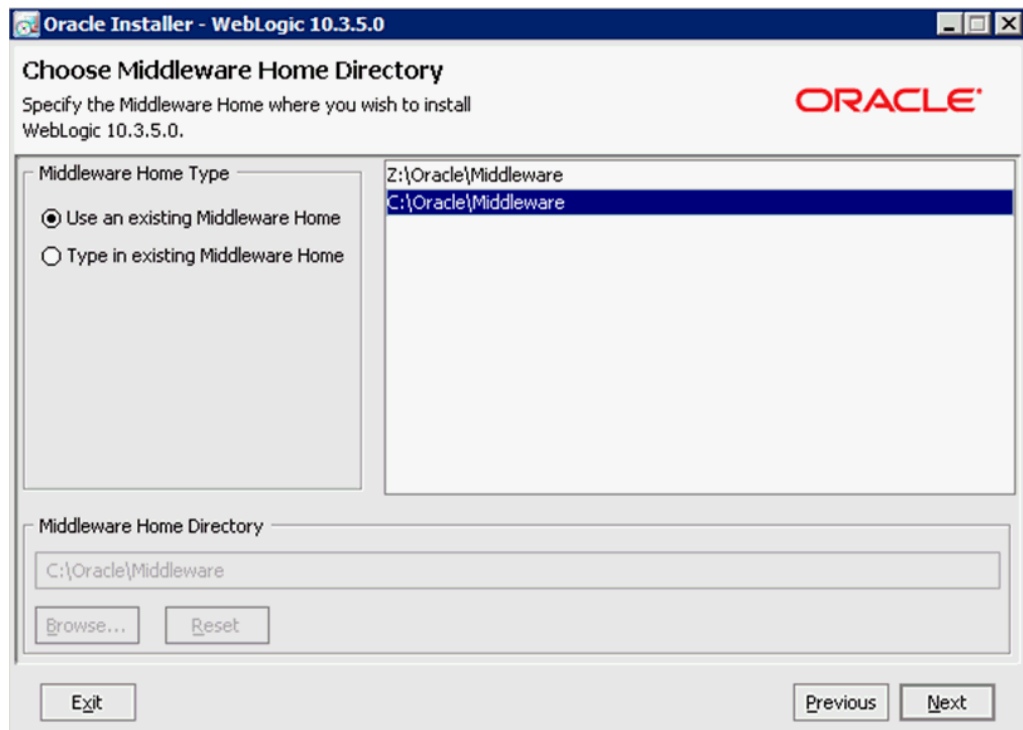 Oracle Installer - WebLogic 10.3.5.0
Choose Middleware Home Directory
Specify the Middleware Home where you wish to install
WebLogic 10.3.5.0.
ORACLE
Middleware Home Type
Use an existing Middleware Home
Type in existing Middleware Home
Z:\Oracle\Middleware
C:\Oracle\Middleware
Middleware Home Directory
C:\Oracle\Middleware
Browse...
Reset
Exit
Previous
Next